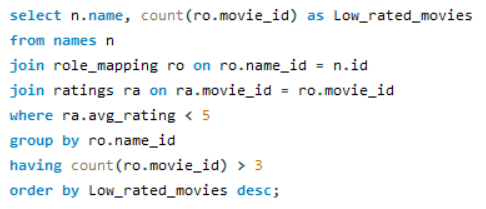 select n.name, count(ro.movie_id) as Low_rated_movies
from names n
join role_mapping ro on ro.name_id = n.id
join ratings ra on ra.movie_id = ro.movie_id
where ra.avg_rating < 5
group by ro.name_id
having count(ro.movie_id) > 3
order by Low_rated_movies desc;